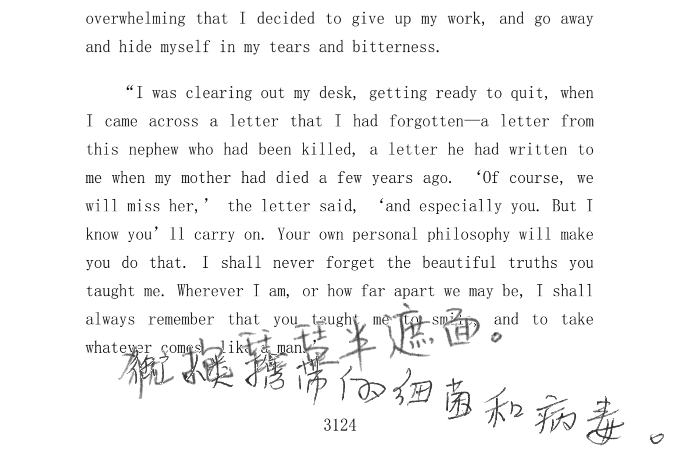 overwhelming that I decided to give up my work, and go away
and hide myself in my tears and bitterness.
“I was clearing out my desk, getting ready to quit, when
I came across a letter that I had forgotten—a letter from
this nephew who had been killed, a letter he had written to
me when my mother had died a few years ago. ‘Of course, we
will miss her,’ the letter said, ‘and especially you. But I
know you’ll carry on. Your own personal philosophy will make
you do that. I shall never forget the beautiful truths you
taught me. Wherever I am, or how far apart we may be, I shall
always remember that you taught me to smile, and to take
whatever comes, like a man.’
琵琶半遮面。
携带的细菌和病毒。
3124